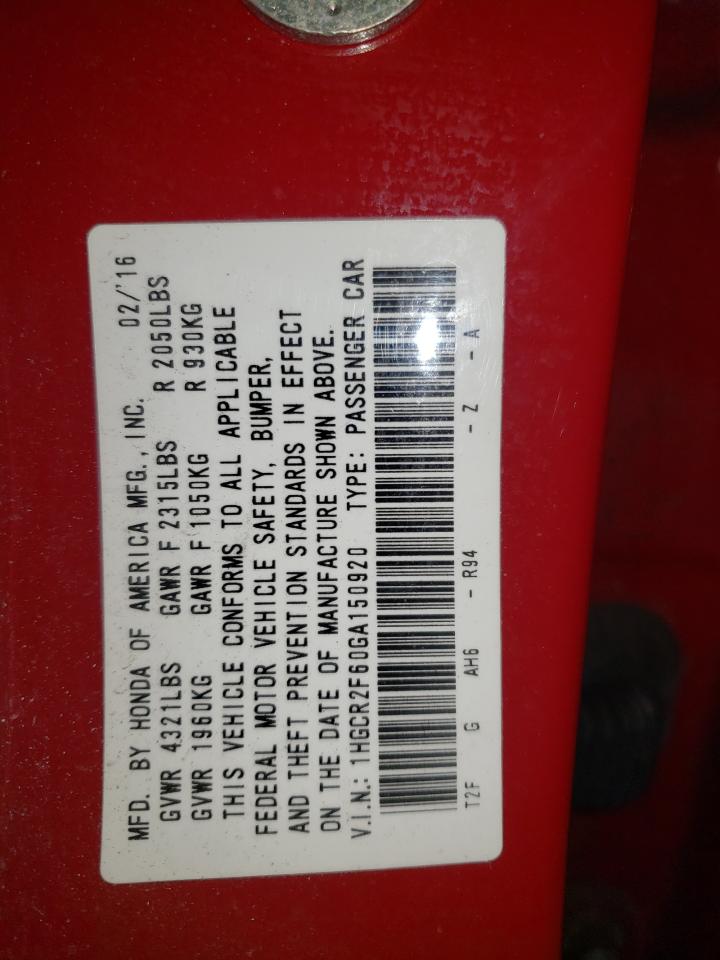 MFD. BY HONDA OF AMERICA MFG., INC. 02/'16
GVWR 4321LBS GAWR F 2315LBS R 2050LBS
GVWR 1960KG GAWR F 1050KG R 930KG
THIS VEHICLE CONFORMS TO ALL APPLICABLE
FEDERAL MOTOR VEHICLE SAFETY, BUMPER,
AND THEFT PREVENTION STANDARDS IN EFFECT
ON THE DATE OF MANUFACTURE SHOWN ABOVE.
V.I.N.: 1HGCR2F60GA150920 TYPE: PASSENGER CAR
T2F G AH6 - R94 - Z - A